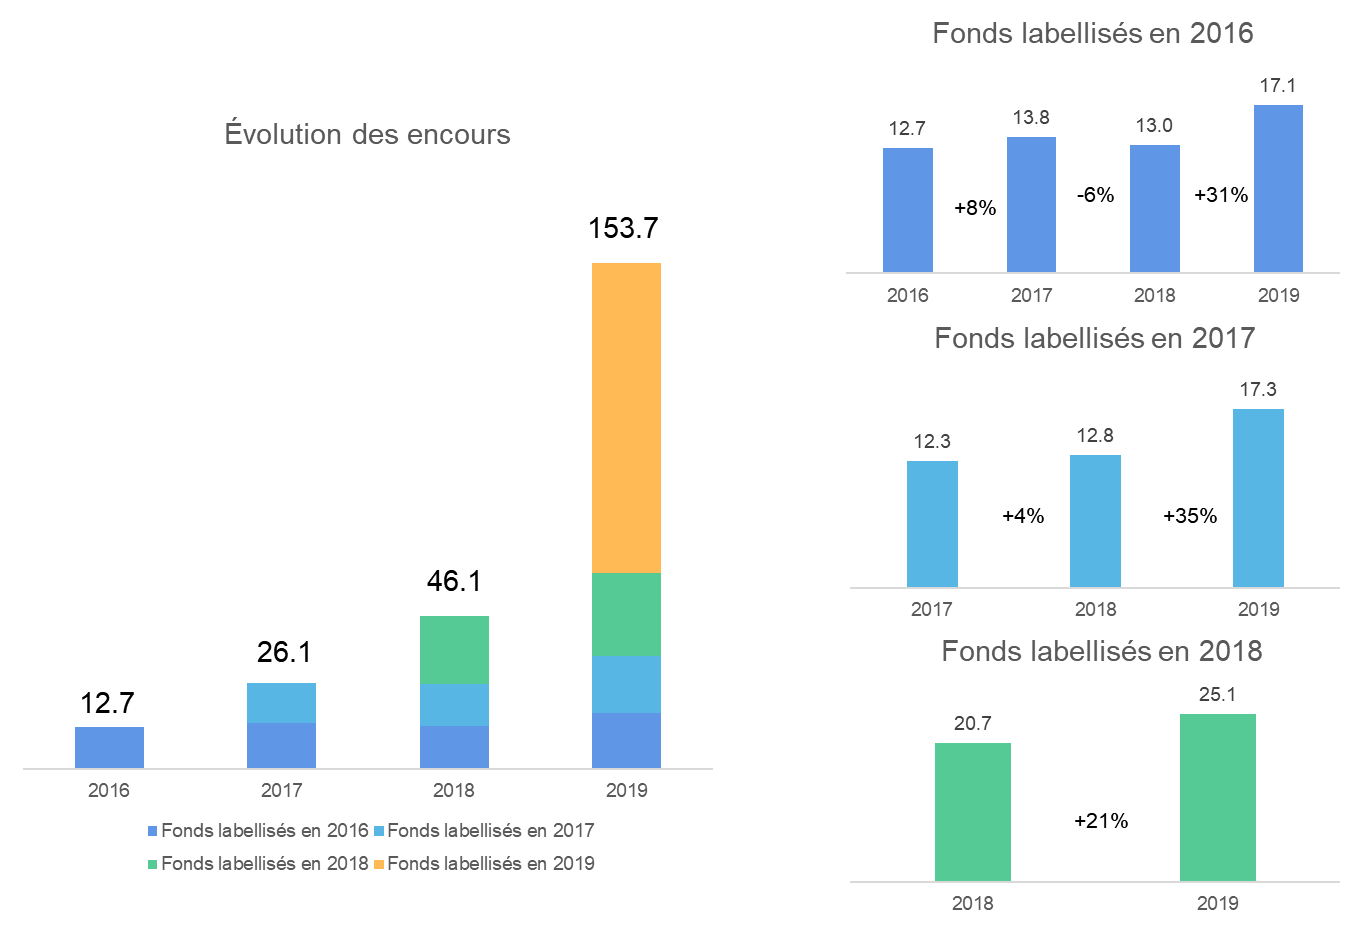 Évolution des encours
153.7
46.1
26.1
12.7
2016 2017 2018 2019
Fonds labellisés en 2016 Fonds labellisés en 2017
Fonds labellisés en 2018 Fonds labellisés en 2019
Fonds labellisés en 2016
12.7 13.8 13.0 17.1
+8% -6% +31%
2016 2017 2018 2019
Fonds labellisés en 2017
12.3 12.8 17.3
+4% +35%
2017 2018 2019
Fonds labellisés en 2018
20.7 25.1
+21%
2018 2019